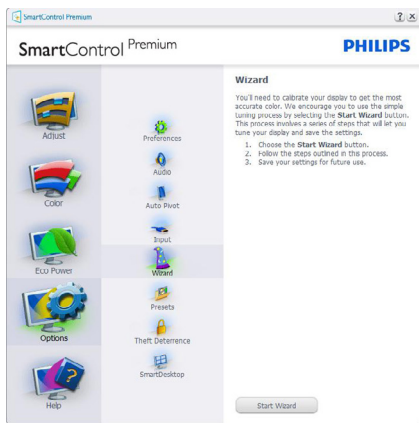 SmartControl Premium
SmartControl Premium
PHILIPS
Adjust
Color
Eco Power
Options
Help
Preferences
Audio
Auto Pivot
Input
Wizard
Presets
Theft Deterrence
SmartDesktop
Wizard
You'll need to calibrate your display to get the most
accurate color. We encourage you to use the simple
tuning process by selecting the Start Wizard button.
This process involves a series of steps that will let you
tune your display and save the settings.
1. Choose the Start Wizard button.
2. Follow the steps outlined in this process.
3. Save your settings for future use.
Start Wizard